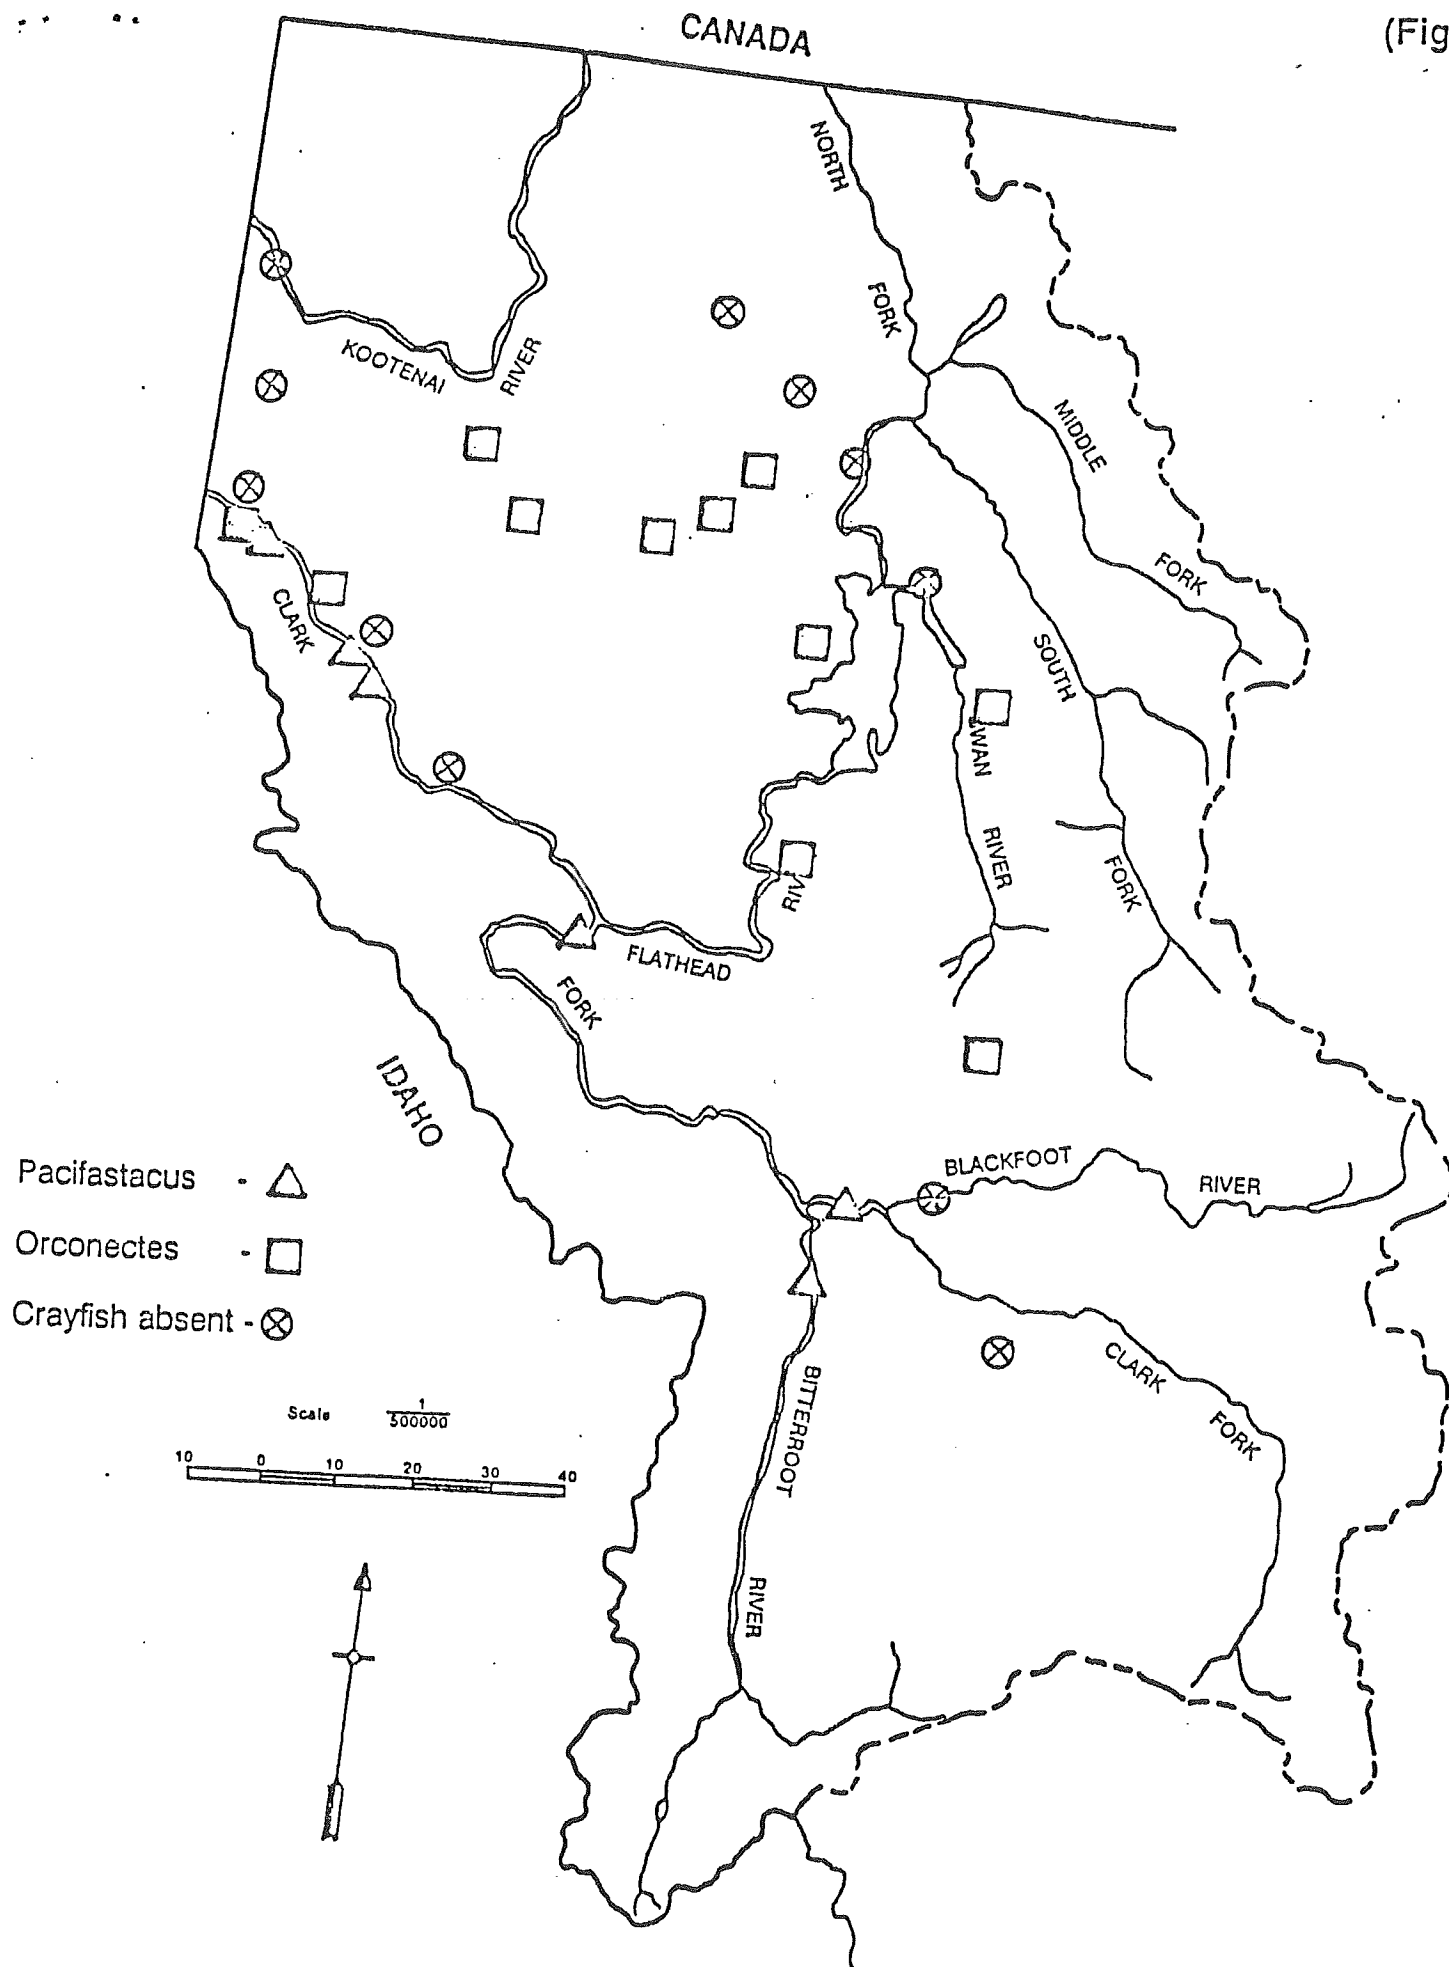 CANADA
(Fig
NORTH
FORK
KOOTENAI
RIVER
MIDDLE
FORK
CLARK
SOUTH
FORK
WAN
RIVER
RIV
FLATHEAD
FORK
IDAHO
Pacifastacus -
Orconectes -
Crayfish absent -
BLACKFOOT
RIVER
CLARK
FORK
BITTERROOT
RIVER
Scale 1
500000
10 0 10 20 30 40